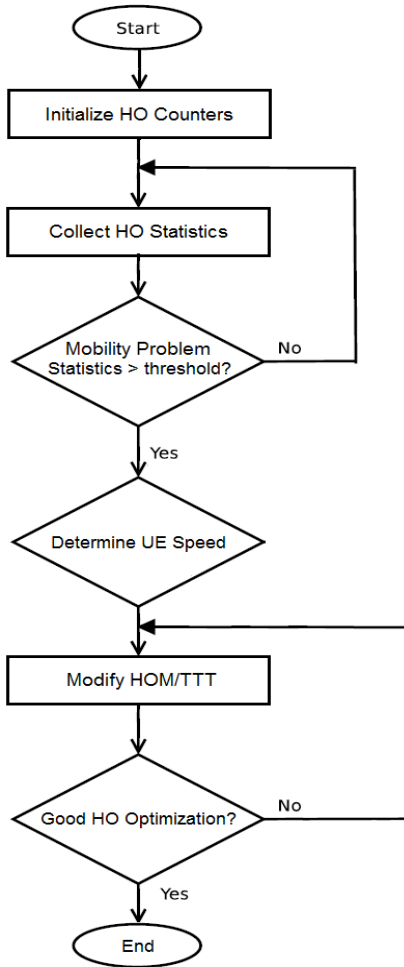 Start
Initialize HO Counters
Collect HO Statistics
Mobility Problem
Statistics > threshold?
No
Yes
Determine UE Speed
Modify HOM/TTT
Good HO Optimization?
No
Yes
End